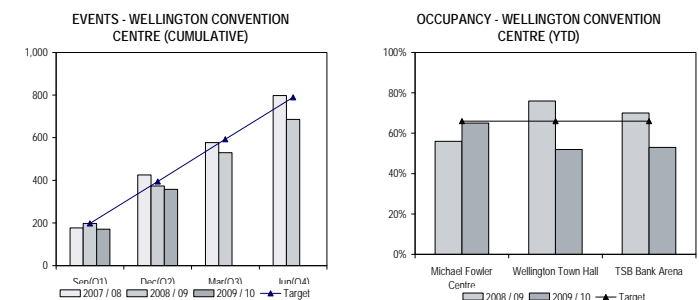 EVENTS - WELLINGTON CONVENTION
CENTRE (CUMULATIVE)
1,000
800
600
400
200
0
Sep(Q1) Dec(Q2) Mar(Q3) Jun(Q4)
2007 / 08 2008 / 09 2009 / 10 Target
OCCUPANCY - WELLINGTON CONVENTION
CENTRE (YTD)
100%
80%
60%
40%
20%
0%
Michael Fowler Wellington Town Hall TSB Bank Arena
Centre
2008 / 09 2009 / 10 Target